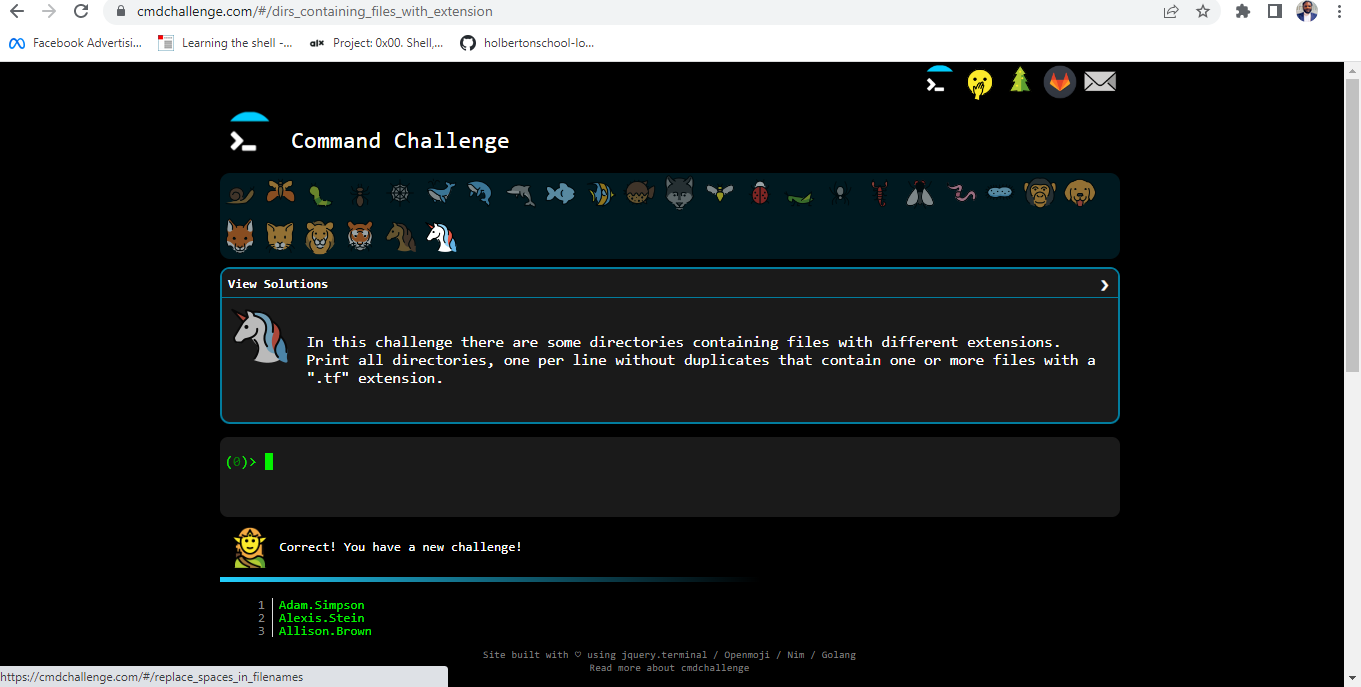 cmdchallenge.com/#/dirs_containing_files_with_extension
Facebook Advertisi...
Learning the shell -...
alx
Project: 0x00. Shell,...
holbertonschool-lo...
Command Challenge
View Solutions
In this challenge there are some directories containing files with different extensions.
Print all directories, one per line without duplicates that contain one or more files with a
".tf" extension.
(0)>
Correct! You have a new challenge!
1 Adam.Simpson
2 Alexis.Stein
3 Allison.Brown
Site built with ♡ using jquery.terminal / Openmoji / Nim / Golang
Read more about cmdchallenge
https://cmdchallenge.com/#/replace_spaces_in_filenames